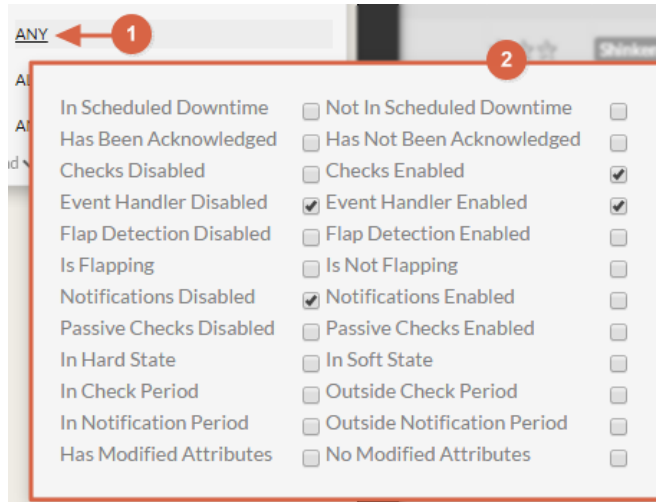 ANY
1
2
Shinken
In Scheduled Downtime Not In Scheduled Downtime
Has Been Acknowledged Has Not Been Acknowledged
Checks Disabled Checks Enabled
Event Handler Disabled Event Handler Enabled
Flap Detection Disabled Flap Detection Enabled
Is Flapping Is Not Flapping
Notifications Disabled Notifications Enabled
Passive Checks Disabled Passive Checks Enabled
In Hard State In Soft State
In Check Period Outside Check Period
In Notification Period Outside Notification Period
Has Modified Attributes No Modified Attributes